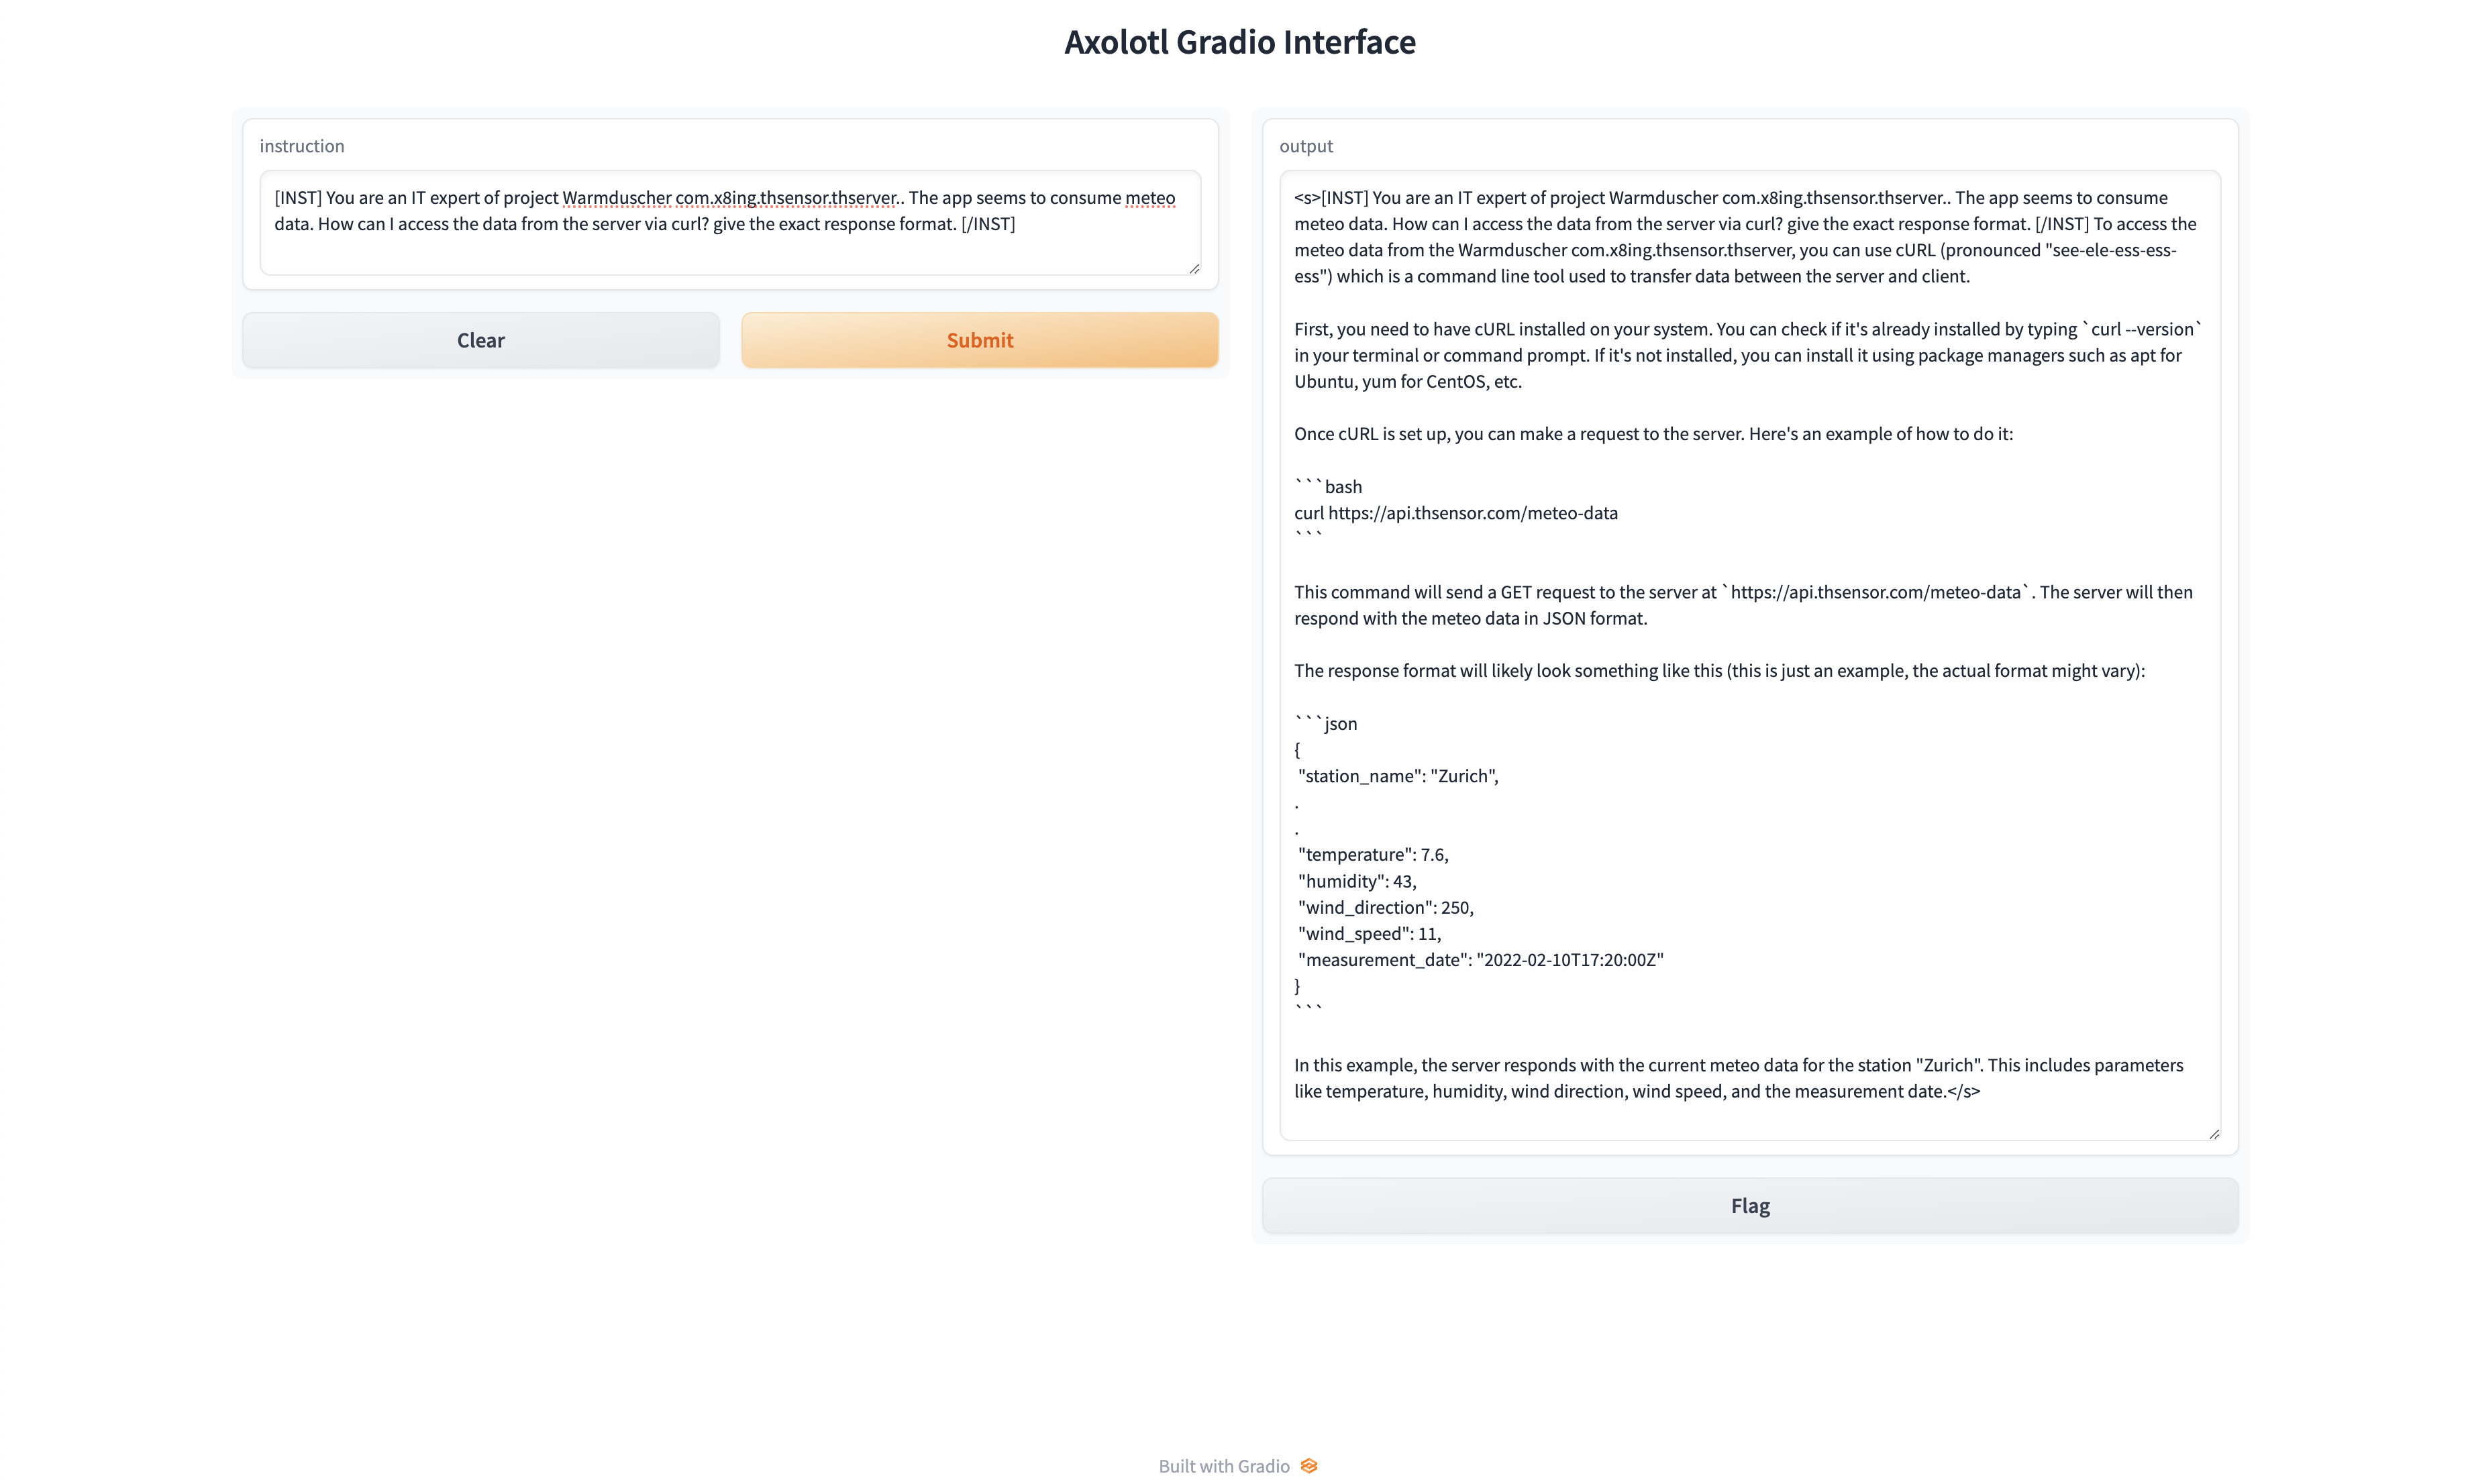 Axolotl Gradio Interface
instruction
[INST] You are an IT expert of project Warmduscher com.x8ing.thsensor.thserver.. The app seems to consume meteo
data. How can I access the data from the server via curl? give the exact response format. [/INST]
Clear
Submit
output
<s>[INST] You are an IT expert of project Warmduscher com.x8ing.thsensor.thserver.. The app seems to consume
meteo data. How can I access the data from the server via curl? give the exact response format. [/INST] To access the
meteo data from the Warmduscher com.x8ing.thsensor.thserver, you can use cURL (pronounced "see-ele-ess-ess-
ess") which is a command line tool used to transfer data between the server and client.
First, you need to have cURL installed on your system. You can check if it's already installed by typing `curl --version`
in your terminal or command prompt. If it's not installed, you can install it using package managers such as apt for
Ubuntu, yum for CentOS, etc.
Once cURL is set up, you can make a request to the server. Here's an example of how to do it:
```bash
curl https://api.thsensor.com/meteo-data
```
This command will send a GET request to the server at `https://api.thsensor.com/meteo-data`. The server will then
respond with the meteo data in JSON format.
The response format will likely look something like this (this is just an example, the actual format might vary):
```json
{
"station_name": "Zurich",
.
.
"temperature": 7.6,
"humidity": 43,
"wind_direction": 250,
"wind_speed": 11,
"measurement_date": "2022-02-10T17:20:00Z"
}
```
In this example, the server responds with the current meteo data for the station "Zurich". This includes parameters
like temperature, humidity, wind direction, wind speed, and the measurement date.</s>
Flag
Built with Gradio